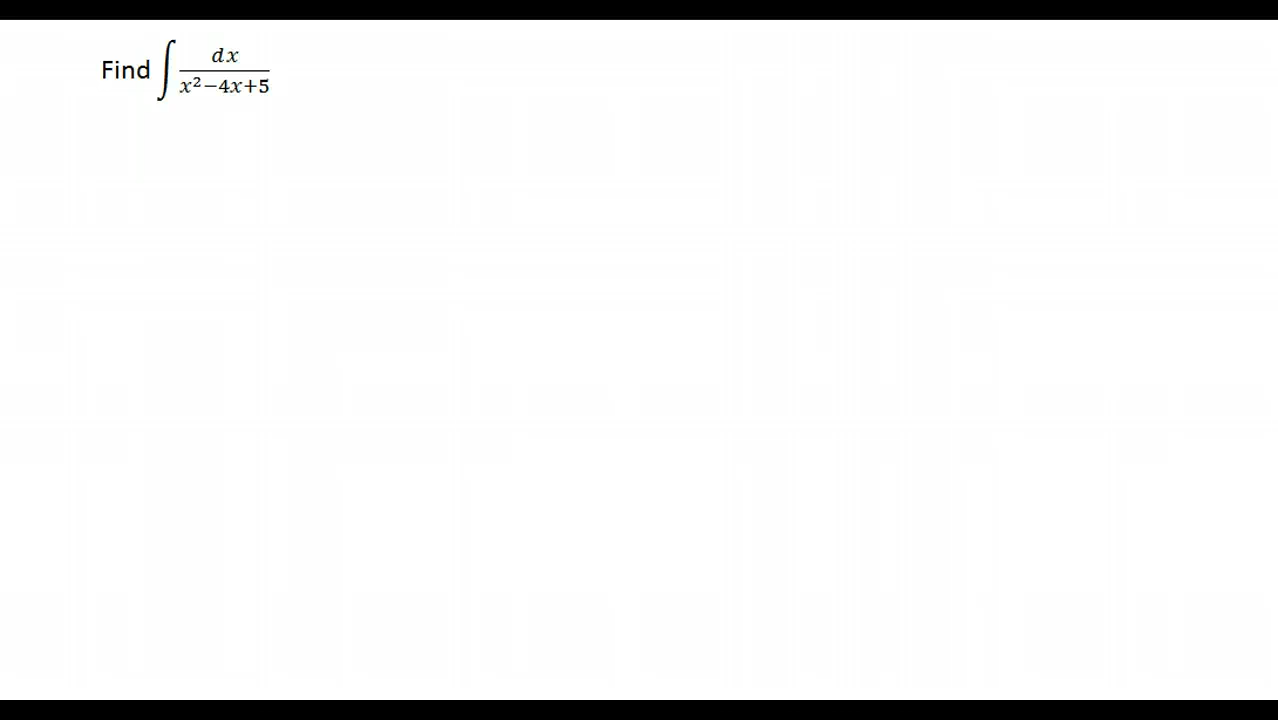 Find ∫ dx / x²−4x+5